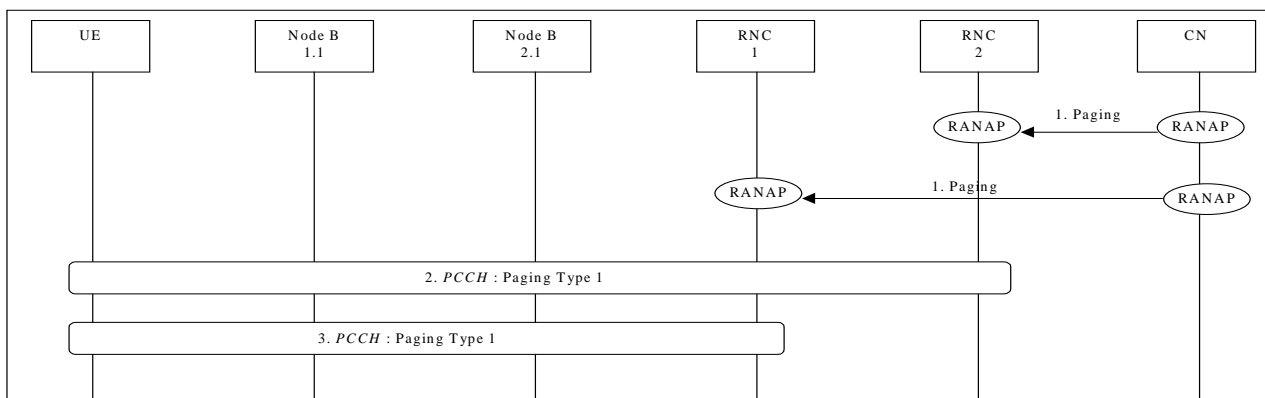 UE
Node B
1.1
Node B
2.1
RNC
1
RNC
2
CN
1. Paging
RANAP
RANAP
1. Paging
RANAP
RANAP
2. PCCH : Paging Type 1
3. PCCH : Paging Type 1